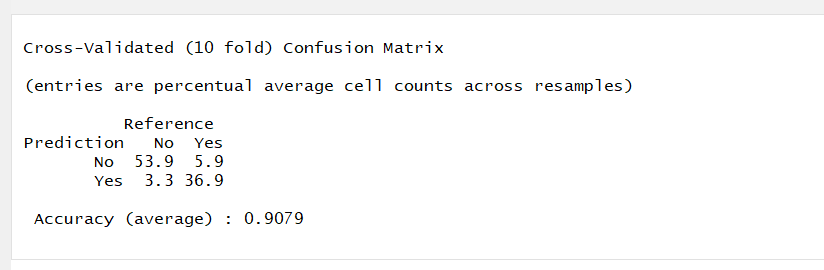 Cross-Validated (10 fold) Confusion Matrix
(entries are percentual average cell counts across resamples)
Reference
Prediction No Yes
No 53.9 5.9
Yes 3.3 36.9
Accuracy (average) : 0.9079